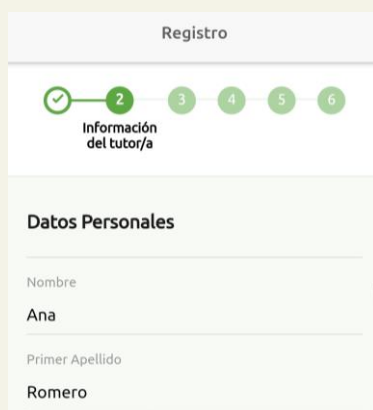 Registro
2 3 4 5 6
Información
del tutor/a
Datos Personales
Nombre
Ana
Primer Apellido
Romero